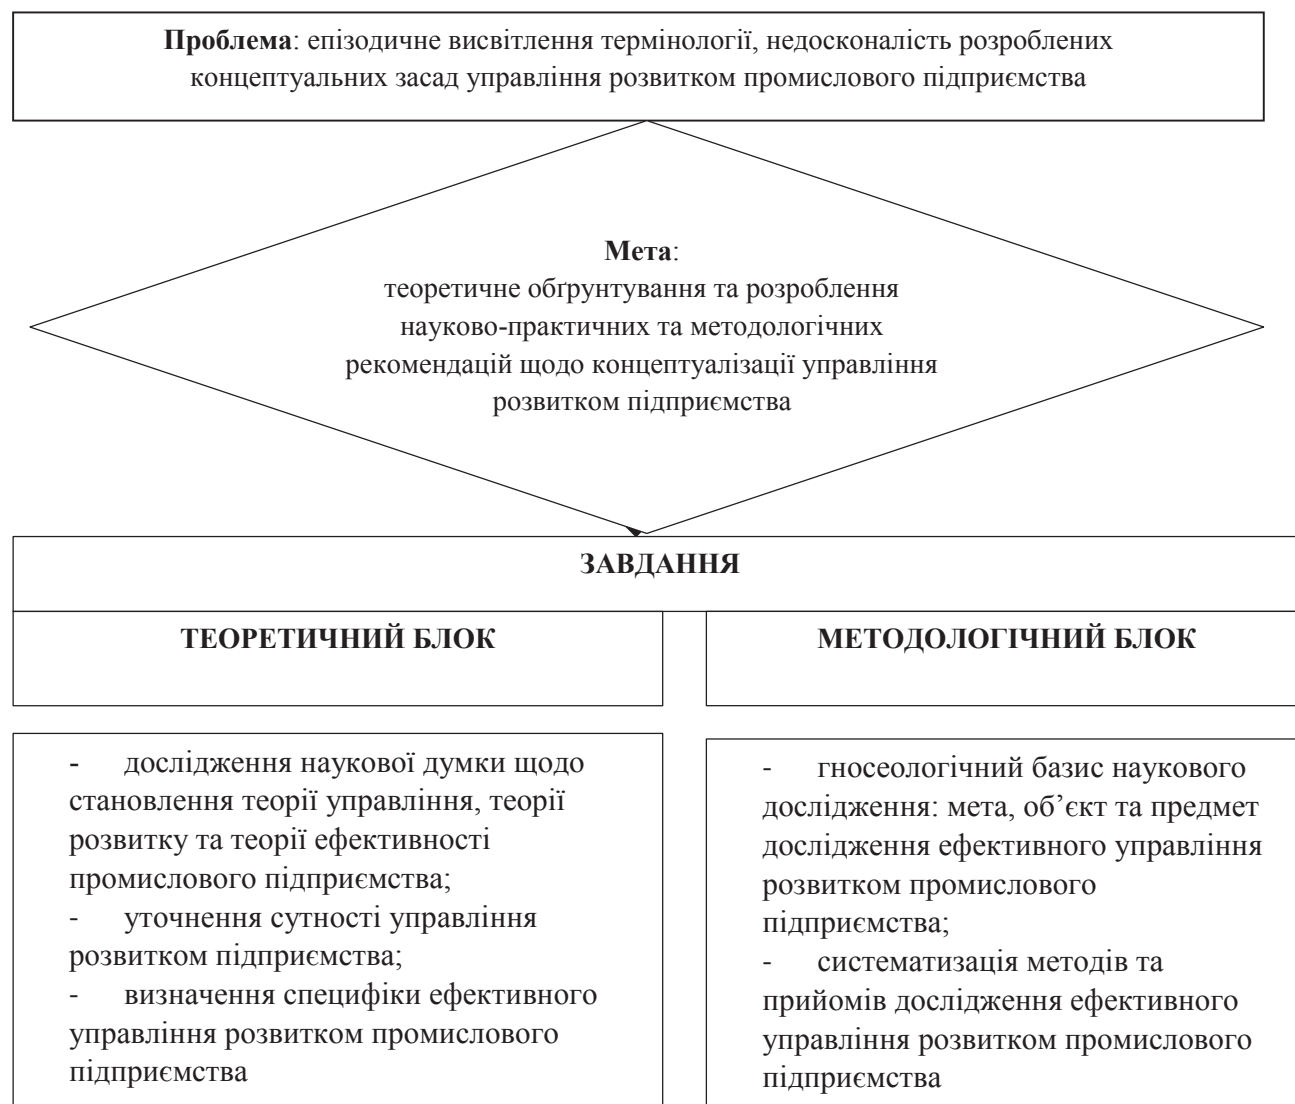 Проблема: епізодичне висвітлення термінології, недосконалість розроблених
концептуальних засад управління розвитком промислового підприємства
Мета:
теоретичне обґрунтування та розроблення
науково-практичних та методологічних
рекомендацій щодо концептуалізації управління
розвитком підприємства
ЗАВДАННЯ
ТЕОРЕТИЧНИЙ БЛОК
- дослідження наукової думки щодо
становлення теорії управління, теорії
розвитку та теорії ефективності
промислового підприємства;
- уточнення сутності управління
розвитком підприємства;
- визначення специфіки ефективного
управління розвитком промислового
підприємства
МЕТОДОЛОГІЧНИЙ БЛОК
- гносеологічний базис наукового
дослідження: мета, об’єкт та предмет
дослідження ефективного управління
розвитком промислового
підприємства;
- систематизація методів та
прийомів дослідження ефективного
управління розвитком промислового
підприємства